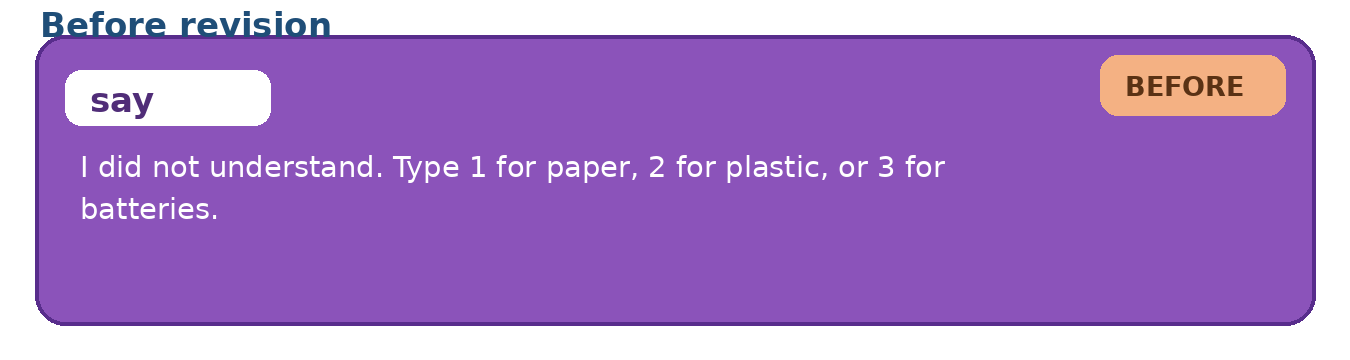 Before revision
say
BEFORE
I did not understand. Type 1 for paper, 2 for plastic, or 3 for
batteries.